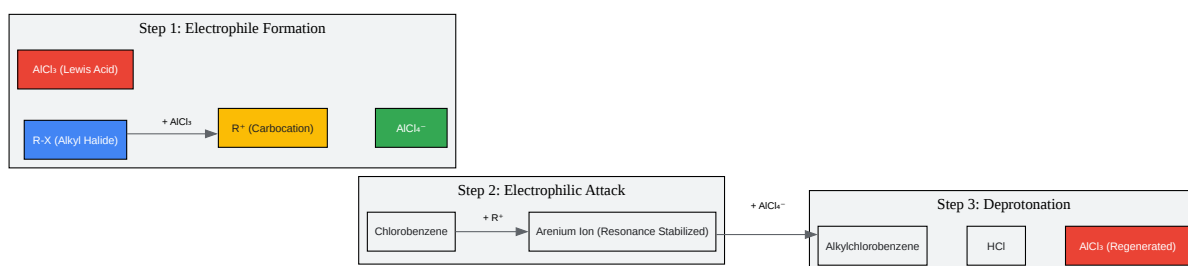 Step 1: Electrophile Formation
AlCl₃ (Lewis Acid)
R-X (Alkyl Halide)
+ AlCl₃
R⁺ (Carbocation)
AlCl₄⁻
Step 2: Electrophilic Attack
Chlorobenzene
+ R⁺
Arenium Ion (Resonance Stabilized)
+ AlCl₄⁻
Step 3: Deprotonation
Alkylchlorobenzene
HCl
AlCl₃ (Regenerated)